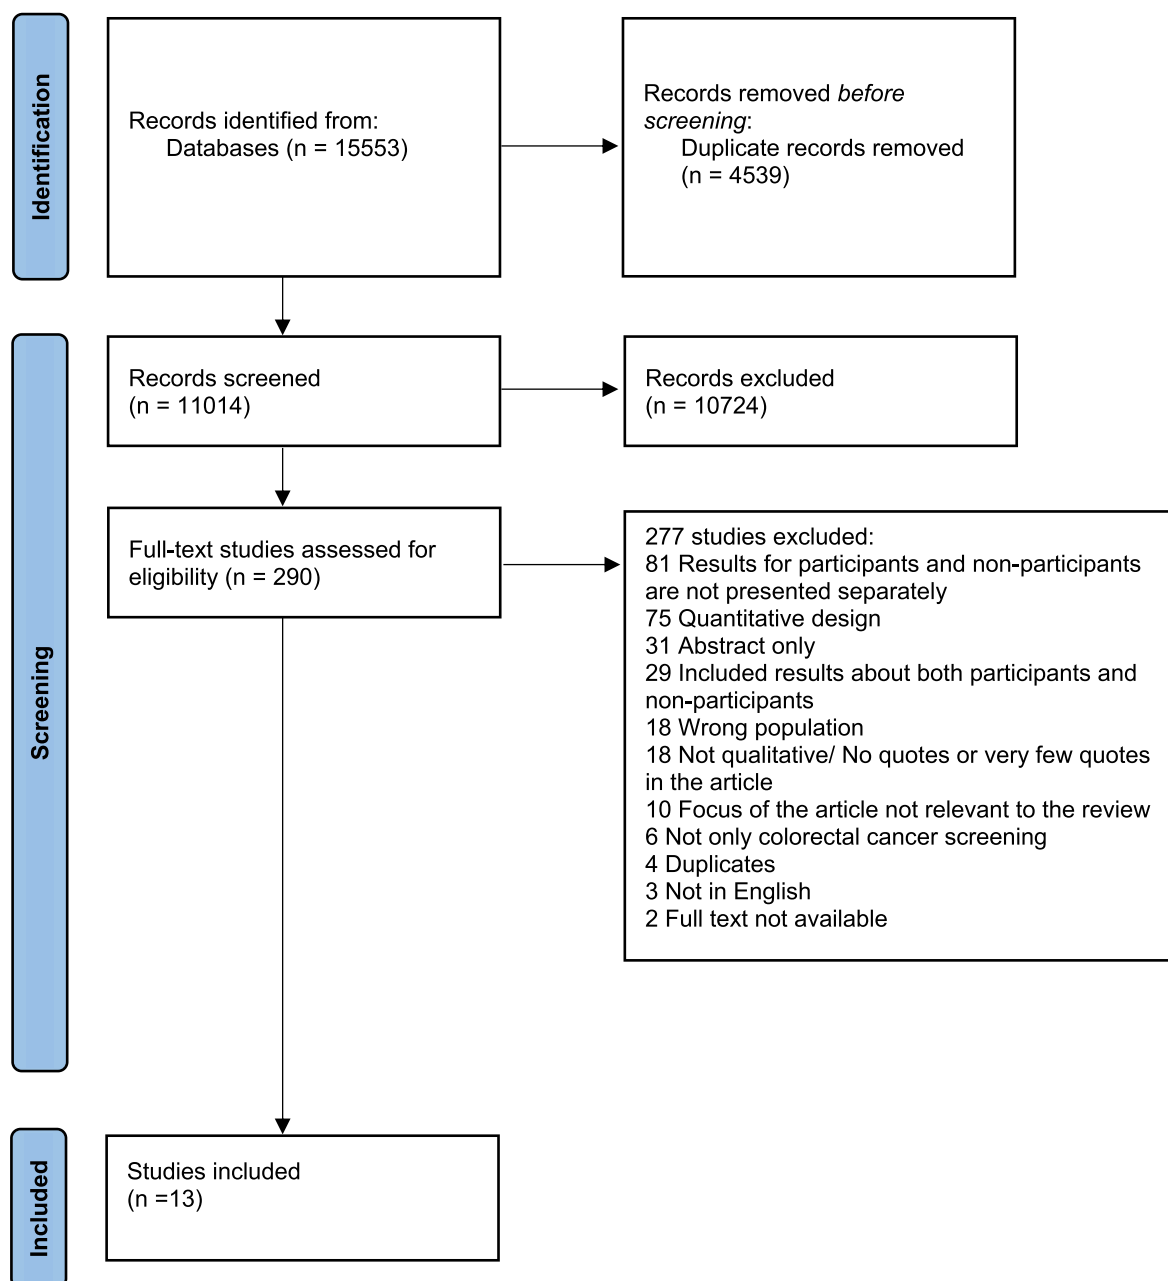 Identification
Records identified from:
Databases (n = 15553)
Records removed before
screening:
Duplicate records removed
(n = 4539)
Screening
Records screened
(n = 11014)
Records excluded
(n = 10724)
Full-text studies assessed for
eligibility (n = 290)
277 studies excluded:
81 Results for participants and non-participants
are not presented separately
75 Quantitative design
31 Abstract only
29 Included results about both participants and
non-participants
18 Wrong population
18 Not qualitative/ No quotes or very few quotes
in the article
10 Focus of the article not relevant to the review
6 Not only colorectal cancer screening
4 Duplicates
3 Not in English
2 Full text not available
Included
Studies included
(n =13)